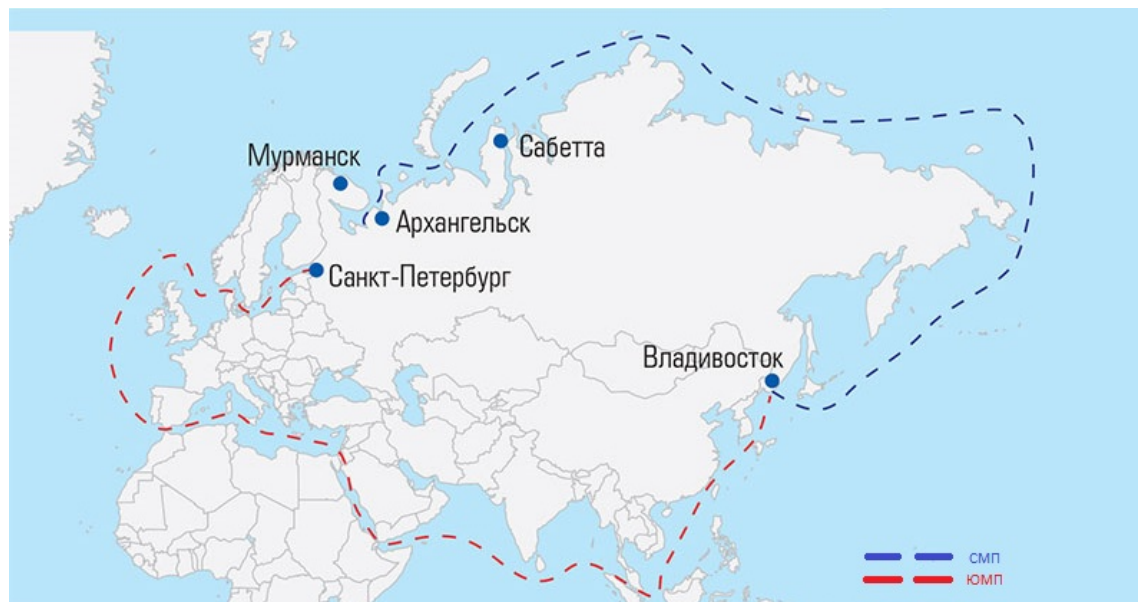 Мурманск
Сабетта
Архангельск
Санкт-Петербург
Владивосток
СМП
ЮМП